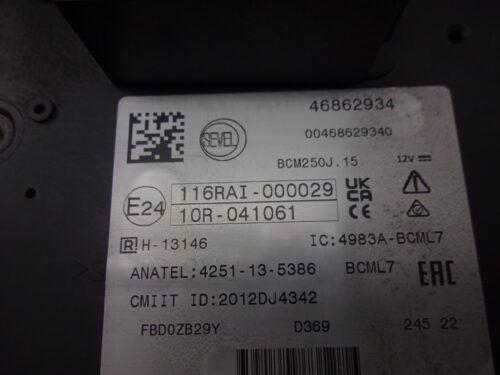 46862934
SEVEL
00468629340
BCM250J.15
12V
E24
116RAI-000029
10R-041061
UK CA
CE
R H-13146
IC:4983A-BCML7
ANATEL:4251-13-5386
BCML7
EAC
CMIIT ID:2012DJ4342
FBD0ZB29Y
D369
245 22